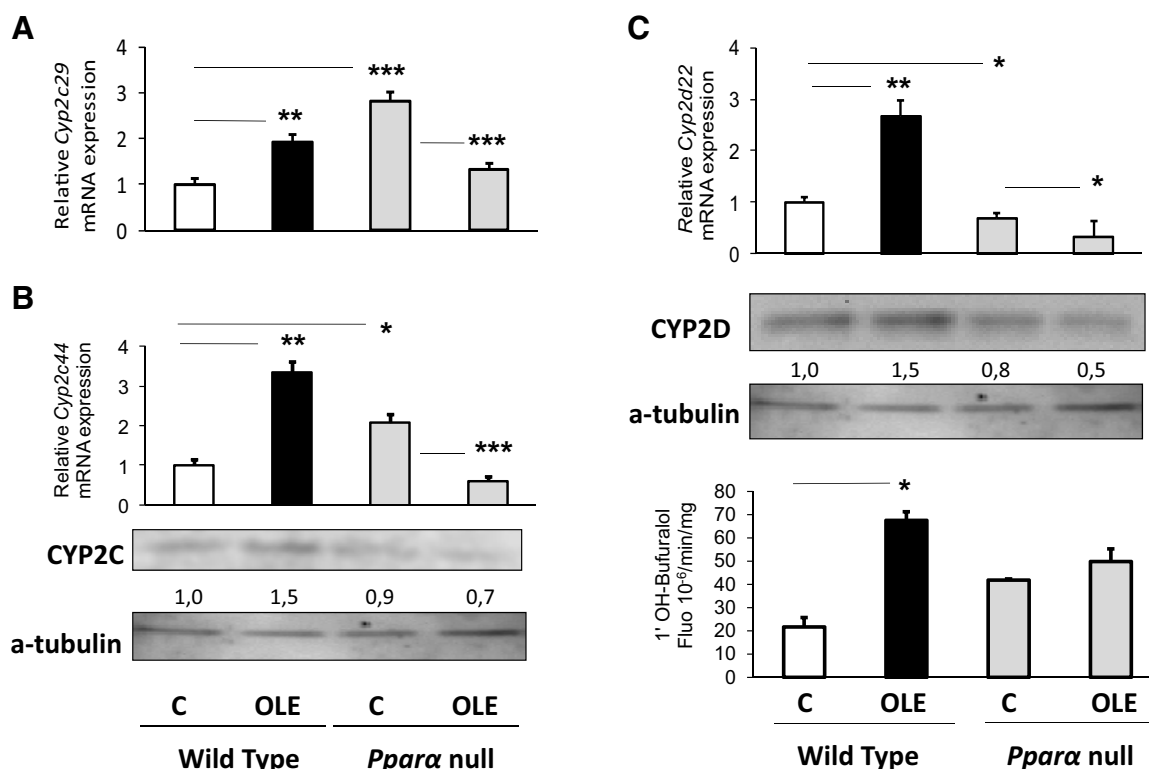 A
Relative Cyp2c29
mRNA expression
4
3
2
1
0
**
***
***
B
Relative Cyp2c44
mRNA expression
4
3
2
1
0
**
*
***
CYP2C
1,0 1,5 0,9 0,7
a-tubulin
C OLE C OLE
Wild Type Pparα null
C
Relative Cyp2d22
mRNA expression
4
3
2
1
0
**
*
*
CYP2D
1,0 1,5 0,8 0,5
a-tubulin
1' OH-Bufuralol
Fluo 10⁻⁶/min/mg
80
70
60
50
40
30
20
10
0
*
C OLE C OLE
Wild Type Pparα null